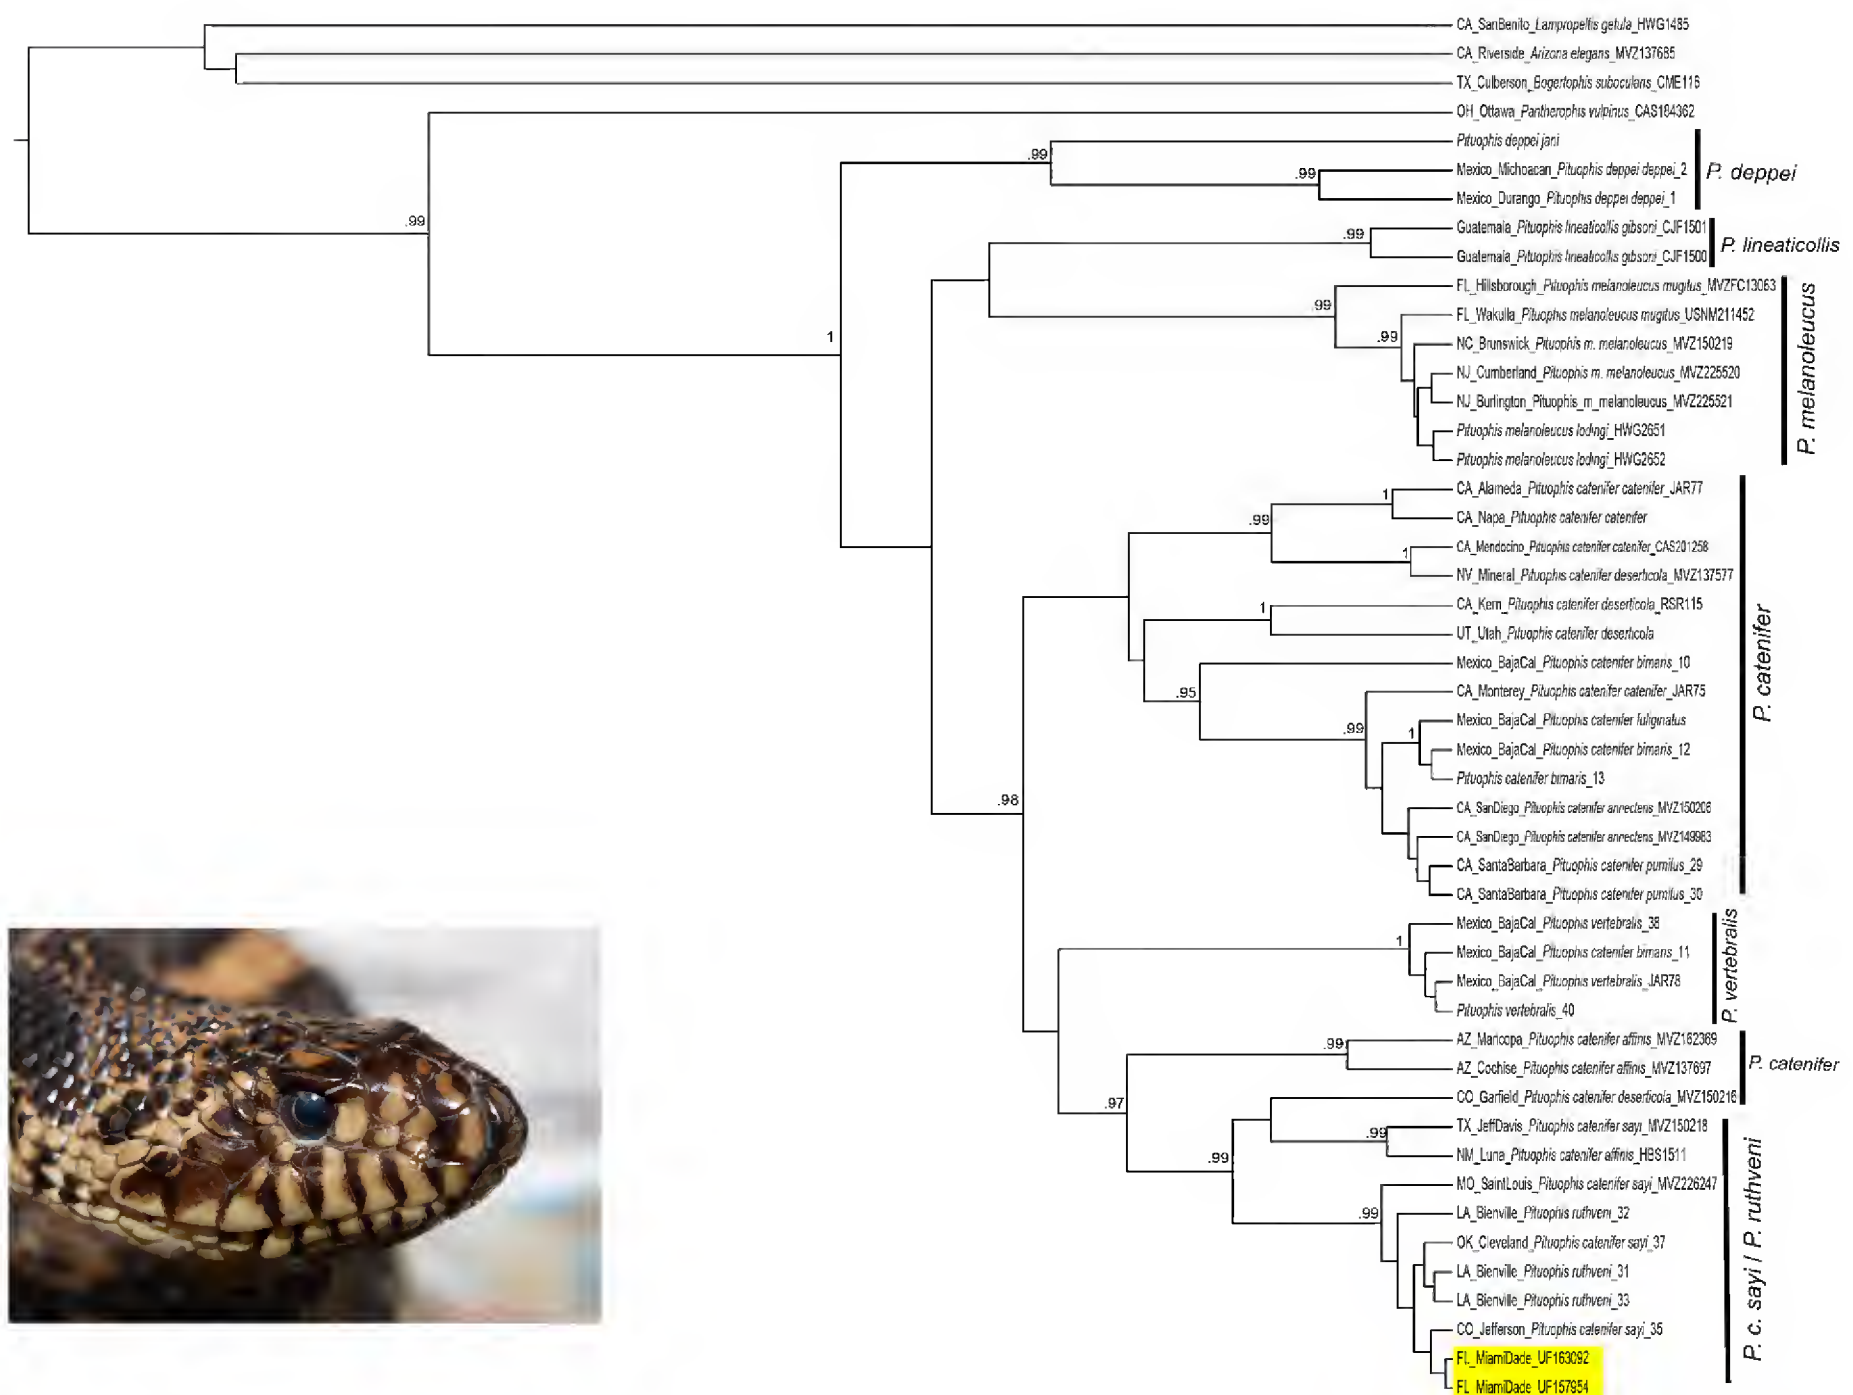 CA_SanBenito_Lampropeltis getula_HWG1485
CA_Riverside_Arizona elegans_MVZ137685
TX_Culberson_Bogertophis subocularis_CME116
OH_Ottawa_Pantherophis vulpinus_CAS184362
Pituophis deppei jani
.99
Mexico_Michoacan_Pituophis deppei deppei_2
.99
P. deppei
Mexico_Durango_Pituophis deppei deppei_1
.99
Guatemala_Pituophis lineaticollis gibsoni_CJF1501
.99
P. lineaticollis
Guatemala_Pituophis lineaticollis gibsoni_CJF1500
FL_Hillsborough_Pituophis melanoleucus mugitus_MVZFC13083
.99
FL_Wakulla_Pituophis melanoleucus mugitus_USNM211452
1
.99
NC_Brunswick_Pituophis m. melanoleucus_MVZ150219
NJ_Cumberland_Pituophis m. melanoleucus_MVZ225520
P. melanoleucus
NJ_Burlington_Pituophis_m_melanoleucus_MVZ225521
Pituophis melanoleucus lodingi_HWG2651
Pituophis melanoleucus lodingi_HWG2652
CA_Alameda_Pituophis catenifer catenifer_JAR77
1
CA_Napa_Pituophis catenifer catenifer
.99
CA_Mendocino_Pituophis catenifer catenifer_CAS201258
1
NV_Mineral_Pituophis catenifer deserticola_MVZ137577
CA_Kern_Pituophis catenifer deserticola_RSR115
1
UT_Utah_Pituophis catenifer deserticola
Mexico_BajaCal_Pituophis catenifer bimaris_10
P. catenifer
.95
CA_Monterey_Pituophis catenifer catenifer_JAR75
.99
Mexico_BajaCal_Pituophis catenifer fuliginatus
1
Mexico_BajaCal_Pituophis catenifer bimaris_12
Pituophis catenifer bimaris_13
.98
CA_SanDiego_Pituophis catenifer annectens_MVZ150206
CA_SanDiego_Pituophis catenifer annectens_MVZ149983
CA_SantaBarbara_Pituophis catenifer pumilus_29
CA_SantaBarbara_Pituophis catenifer pumilus_30
Mexico_BajaCal_Pituophis vertebralis_38
1
Mexico_BajaCal_Pituophis catenifer bimaris_11
P. vertebralis
Mexico_BajaCal_Pituophis vertebralis_JAR78
Pituophis vertebralis_40
AZ_Maricopa_Pituophis catenifer affinis_MVZ162369
.99
AZ_Cochise_Pituophis catenifer affinis_MVZ137697
P. catenifer
.97
CO_Garfield_Pituophis catenifer deserticola_MVZ150216
TX_JeffDavis_Pituophis catenifer sayi_MVZ150218
.99
NM_Luna_Pituophis catenifer affinis_HBS1511
.99
MO_SaintLouis_Pituophis catenifer sayi_MVZ226247
.99
LA_Bienville_Pituophis ruthveni_32
OK_Cleveland_Pituophis catenifer sayi_37
P. c. sayi / P. ruthveni
LA_Bienville_Pituophis ruthveni_31
LA_Bienville_Pituophis ruthveni_33
CO_Jefferson_Pituophis catenifer sayi_35
FL_MiamiDade_UF163092
FL_MiamiDade_UF157954